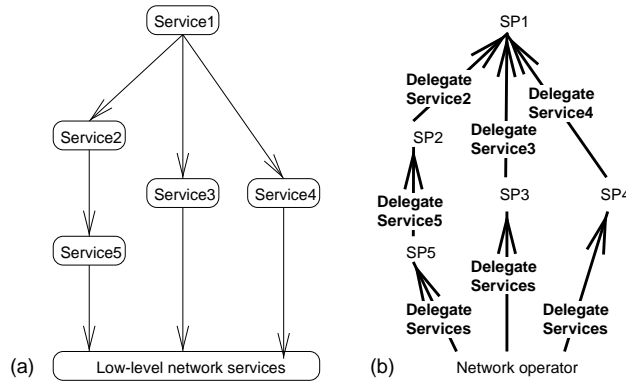 Service1
Service2
Service3
Service4
Service5
Low-level network services
(a)
SP1
Delegate
Service2
Delegate
Service4
Delegate
Service3
SP2
Delegate
Service5
SP3
SP4
SP5
Delegate
Services
Delegate
Services
Delegate
Services
(b)
Network operator